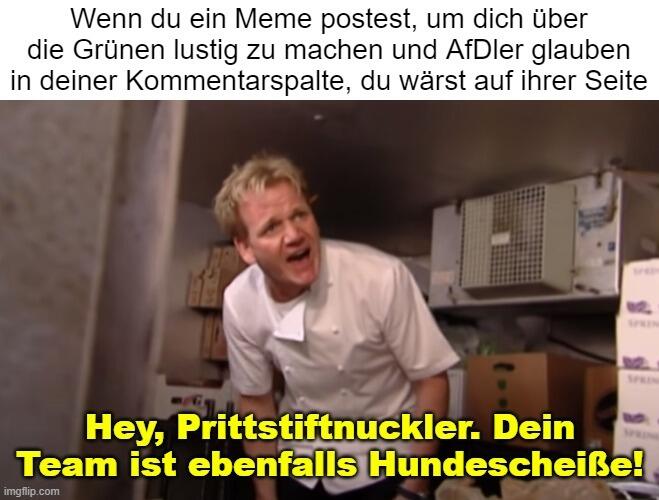 Wenn du ein Meme postest, um dich über
die Grünen lustig zu machen und AfDler glauben
in deiner Kommentarspalte, du wärst auf ihrer Seite
Hey, Prittstiftnuckler. Dein
Team ist ebenfalls Hundescheiße!
imgflip.com